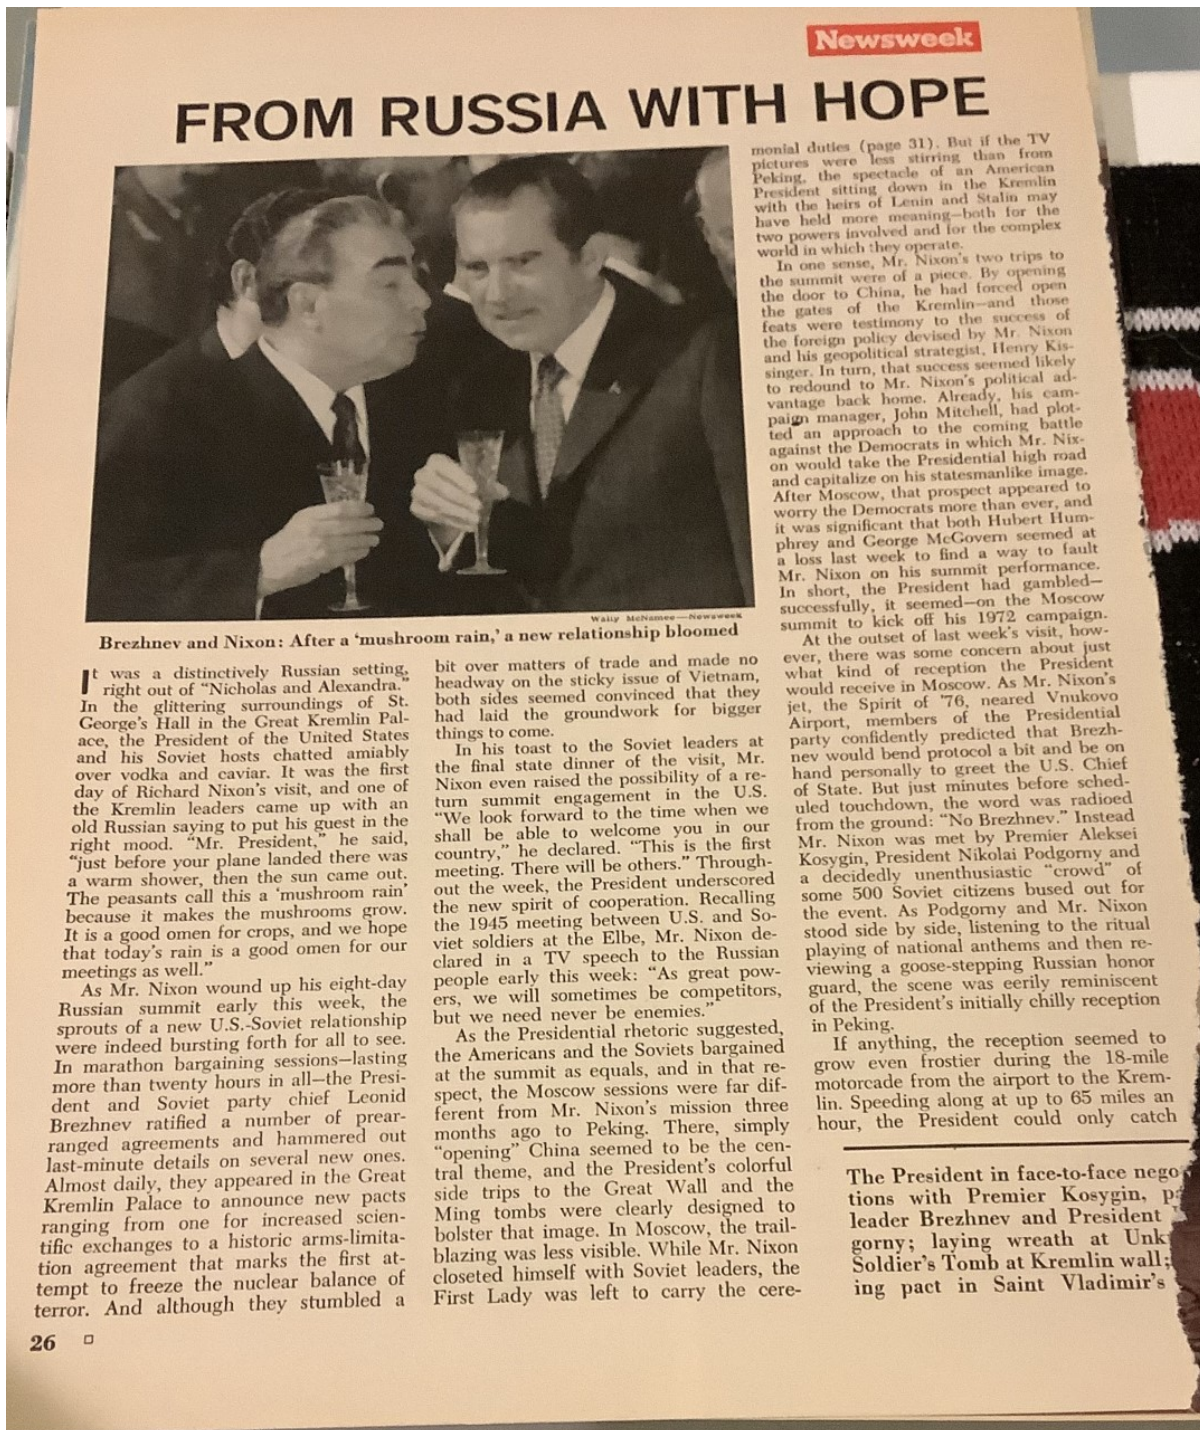 Newsweek
FROM RUSSIA WITH HOPE
Wally McNamee—Newsweek
Brezhnev and Nixon: After a ‘mushroom rain,’ a new relationship bloomed
It was a distinctively Russian setting,
right out of “Nicholas and Alexandra.”
In the glittering surroundings of St.
George’s Hall in the Great Kremlin Pal-
ace, the President of the United States
and his Soviet hosts chatted amiably
over vodka and caviar. It was the first
day of Richard Nixon’s visit, and one of
the Kremlin leaders came up with an
old Russian saying to put his guest in the
right mood. “Mr. President,” he said,
“just before your plane landed there was
a warm shower, then the sun came out.
The peasants call this a ‘mushroom rain’
because it makes the mushrooms grow.
It is a good omen for crops, and we hope
that today’s rain is a good omen for our
meetings as well.”
As Mr. Nixon wound up his eight-day
Russian summit early this week, the
sprouts of a new U.S.-Soviet relationship
were indeed bursting forth for all to see.
In marathon bargaining sessions—lasting
more than twenty hours in all—the Presi-
dent and Soviet party chief Leonid
Brezhnev ratified a number of prear-
ranged agreements and hammered out
last-minute details on several new ones.
Almost daily, they appeared in the Great
Kremlin Palace to announce new pacts
ranging from one for increased scien-
tific exchanges to a historic arms-limita-
tion agreement that marks the first at-
tempt to freeze the nuclear balance of
terror. And although they stumbled a
bit over matters of trade and made no
headway on the sticky issue of Vietnam,
both sides seemed convinced that they
had laid the groundwork for bigger
things to come.
In his toast to the Soviet leaders at
the final state dinner of the visit, Mr.
Nixon even raised the possibility of a re-
turn summit engagement in the U.S.
“We look forward to the time when we
shall be able to welcome you in our
country,” he declared. “This is the first
meeting. There will be others.” Through-
out the week, the President underscored
the new spirit of cooperation. Recalling
the 1945 meeting between U.S. and So-
viet soldiers at the Elbe, Mr. Nixon de-
clared in a TV speech to the Russian
people early this week: “As great pow-
ers, we will sometimes be competitors,
but we need never be enemies.”
As the Presidential rhetoric suggested,
the Americans and the Soviets bargained
at the summit as equals, and in that re-
spect, the Moscow sessions were far dif-
ferent from Mr. Nixon’s mission three
months ago to Peking. There, simply
“opening” China seemed to be the cen-
tral theme, and the President’s colorful
side trips to the Great Wall and the
Ming tombs were clearly designed to
bolster that image. In Moscow, the trail-
blazing was less visible. While Mr. Nixon
closeted himself with Soviet leaders, the
First Lady was left to carry the cere-
monial duties (page 31). But if the TV
pictures were less stirring than from
Peking, the spectacle of an American
President sitting down in the Kremlin
with the heirs of Lenin and Stalin may
have held more meaning—both for the
two powers involved and for the complex
world in which they operate.
In one sense, Mr. Nixon’s two trips to
the summit were of a piece. By opening
the door to China, he had forced open
the gates of the Kremlin—and those
feats were testimony to the success of
the foreign policy devised by Mr. Nixon
and his geopolitical strategist, Henry Kis-
singer. In turn, that success seemed likely
to redound to Mr. Nixon’s political ad-
vantage back home. Already, his cam-
paign manager, John Mitchell, had plot-
ted an approach to the coming battle
against the Democrats in which Mr. Nix-
on would take the Presidential high road
and capitalize on his statesmanlike image.
After Moscow, that prospect appeared to
worry the Democrats more than ever, and
it was significant that both Hubert Hum-
phrey and George McGovern seemed at
a loss last week to find a way to fault
Mr. Nixon on his summit performance.
In short, the President had gambled—
successfully, it seemed—on the Moscow
summit to kick off his 1972 campaign.
At the outset of last week’s visit, how-
ever, there was some concern about just
what kind of reception the President
would receive in Moscow. As Mr. Nixon’s
jet, the Spirit of ’76, neared Vnukovo
Airport, members of the Presidential
party confidently predicted that Brezh-
nev would bend protocol a bit and be on
hand personally to greet the U.S. Chief
of State. But just minutes before sched-
uled touchdown, the word was radioed
from the ground: “No Brezhnev.” Instead
Mr. Nixon was met by Premier Aleksei
Kosygin, President Nikolai Podgorny and
a decidedly unenthusiastic “crowd” of
some 500 Soviet citizens bused out for
the event. As Podgorny and Mr. Nixon
stood side by side, listening to the ritual
playing of national anthems and then re-
viewing a goose-stepping Russian honor
guard, the scene was eerily reminiscent
of the President’s initially chilly reception
in Peking.
If anything, the reception seemed to
grow even frostier during the 18-mile
motorcade from the airport to the Krem-
lin. Speeding along at up to 65 miles an
hour, the President could only catch
The President in face-to-face nego
tions with Premier Kosygin, 
leader Brezhnev and President
gorny; laying wreath at Unk
Soldier’s Tomb at Kremlin wall;
ing pact in Saint Vladimir’s
26